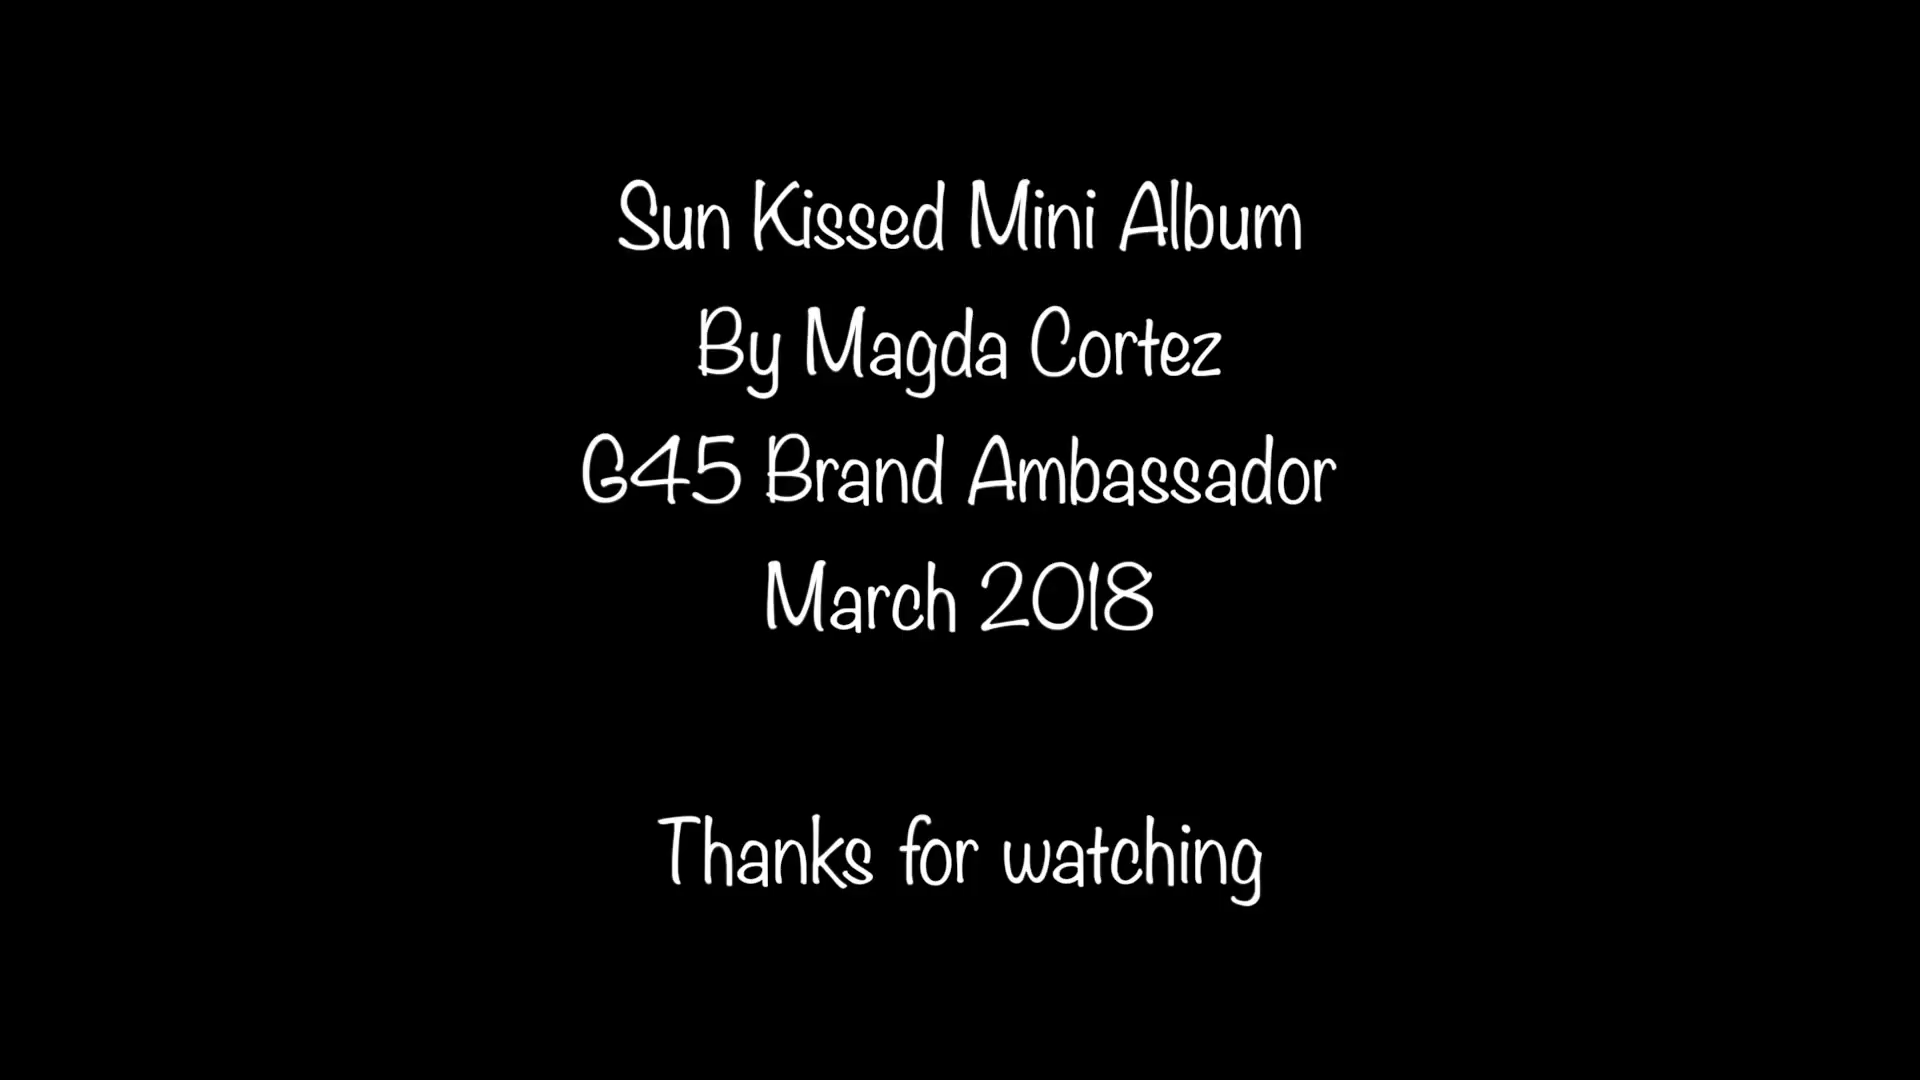 Sun Kissed Mini Album
By Magda Cortez
G45 Brand Ambassador
March 2018
Thanks for watching